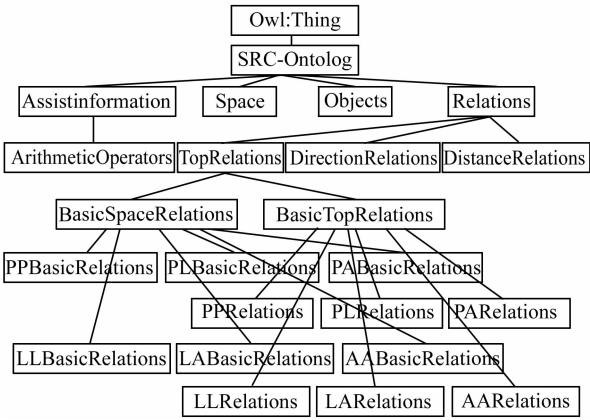 Owl:Thing
SRC-Ontolog
Assistinformation Space Objects Relations
ArithmeticOperators TopRelations DirectionRelations DistanceRelations
BasicSpaceRelations BasicTopRelations
PPBasicRelations PLBasicRelations PABasicRelations
PPRelations PLRelations PARelations
LLBasicRelations LABasicRelations AABasicRelations
LLRelations LARelations AARelations